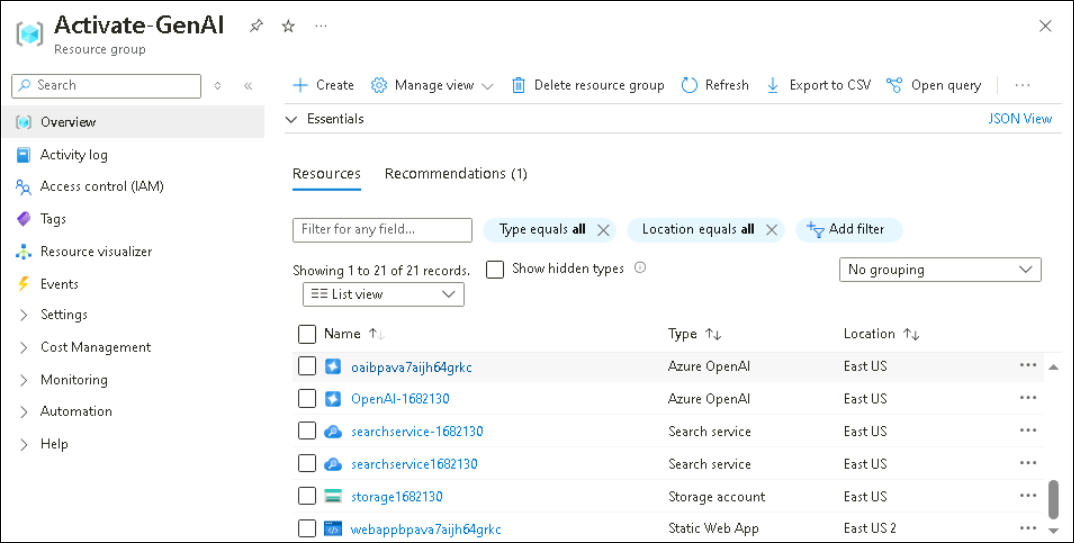 Activate-GenAI
Resource group
Search
Overview
Activity log
Access control (IAM)
Tags
Resource visualizer
Events
Settings
Cost Management
Monitoring
Automation
Help
Create Manage view Delete resource group Refresh Export to CSV Open query
Essentials JSON View
Resources Recommendations (1)
Filter for any field... Type equals all Location equals all Add filter
Showing 1 to 21 of 21 records. Show hidden types No grouping
List view
Name Type Location
oaibpava7aijh64grkc Azure OpenAI East US
OpenAI-1682130 Azure OpenAI East US
searchservice-1682130 Search service East US
searchservice1682130 Search service East US
storage1682130 Storage account East US
webappbpava7aijh64grkc Static Web App East US 2